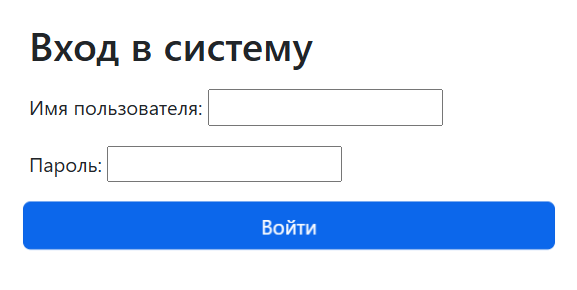 Вход в систему
Имя пользователя:
Пароль:
Войти